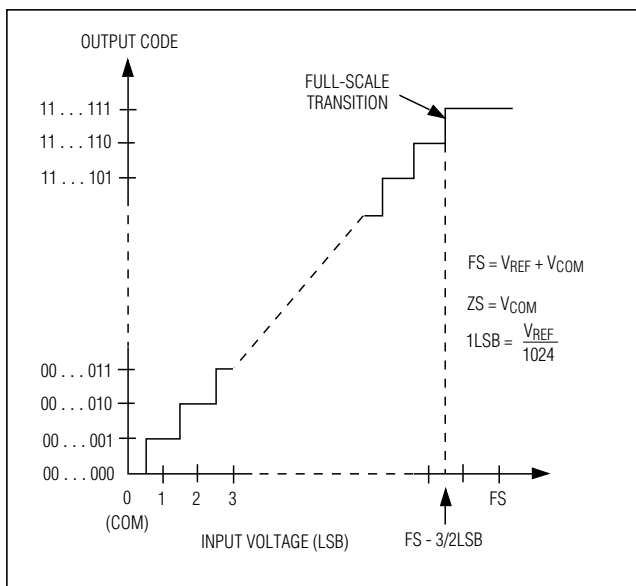 OUTPUT CODE
FULL-SCALE
TRANSITION
11 . . . 111
11 . . . 110
11 . . . 101
FS = VREF + VCOM
ZS = VCOM
1LSB = VREF
1024
00 . . . 011
00 . . . 010
00 . . . 001
00 . . . 000
0 1 2 3 FS
(COM)
INPUT VOLTAGE (LSB)
FS - 3/2LSB